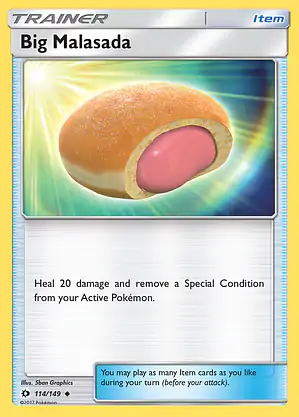 TRAINER Item
Big Malasada
Heal 20 damage and remove a Special Condition
from your Active Pokémon.
Illus. 5ban Graphics
114/149
©2017 Pokémon
You may play as many Item cards as you like
during your turn (before your attack).